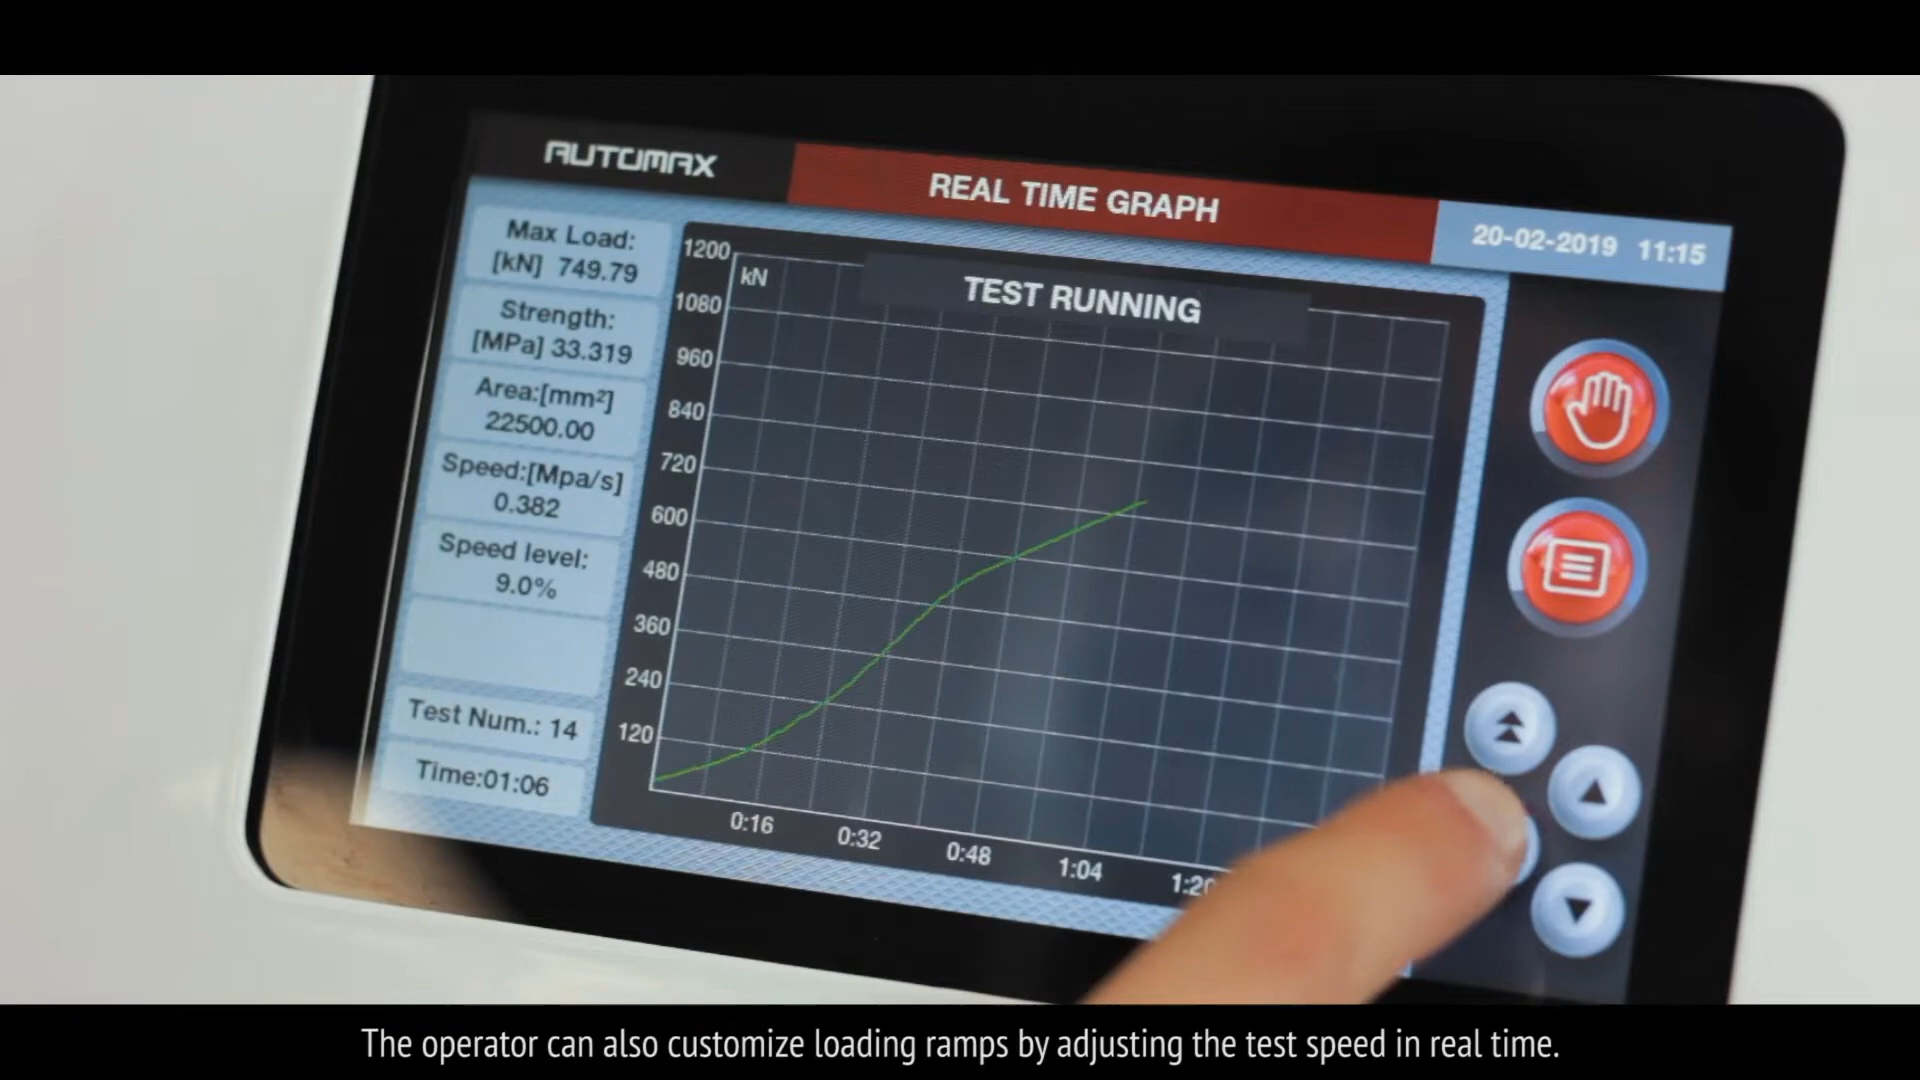 AUTOMAX
REAL TIME GRAPH
20-02-2019 11:15
Max Load:
[kN] 749.79
Strength:
[MPa] 33.319
Area:[mm²]
22500.00
Speed:[Mpa/s]
0.382
Speed level:
9.0%
Test Num.: 14
Time:01:06
TEST RUNNING
kN
1200
1080
960
840
720
600
480
360
240
120
0:16 0:32 0:48 1:04 1:20
The operator can also customize loading ramps by adjusting the test speed in real time.